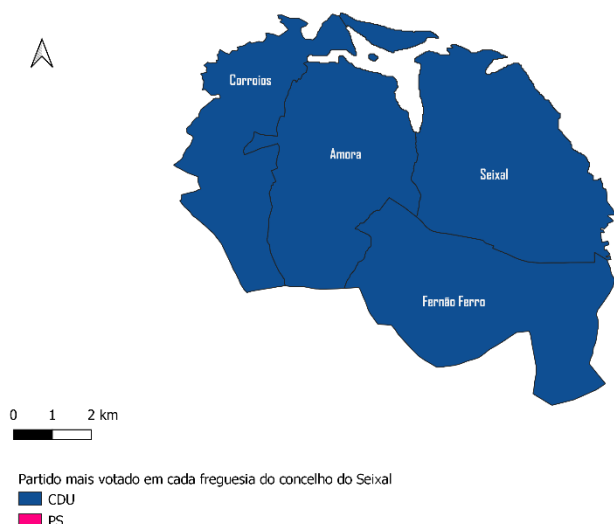 Corroios
Amora
Seixal
Fernão Ferro
0 1 2 km
Partido mais votado em cada freguesia do concelho do Seixal
CDU
PS